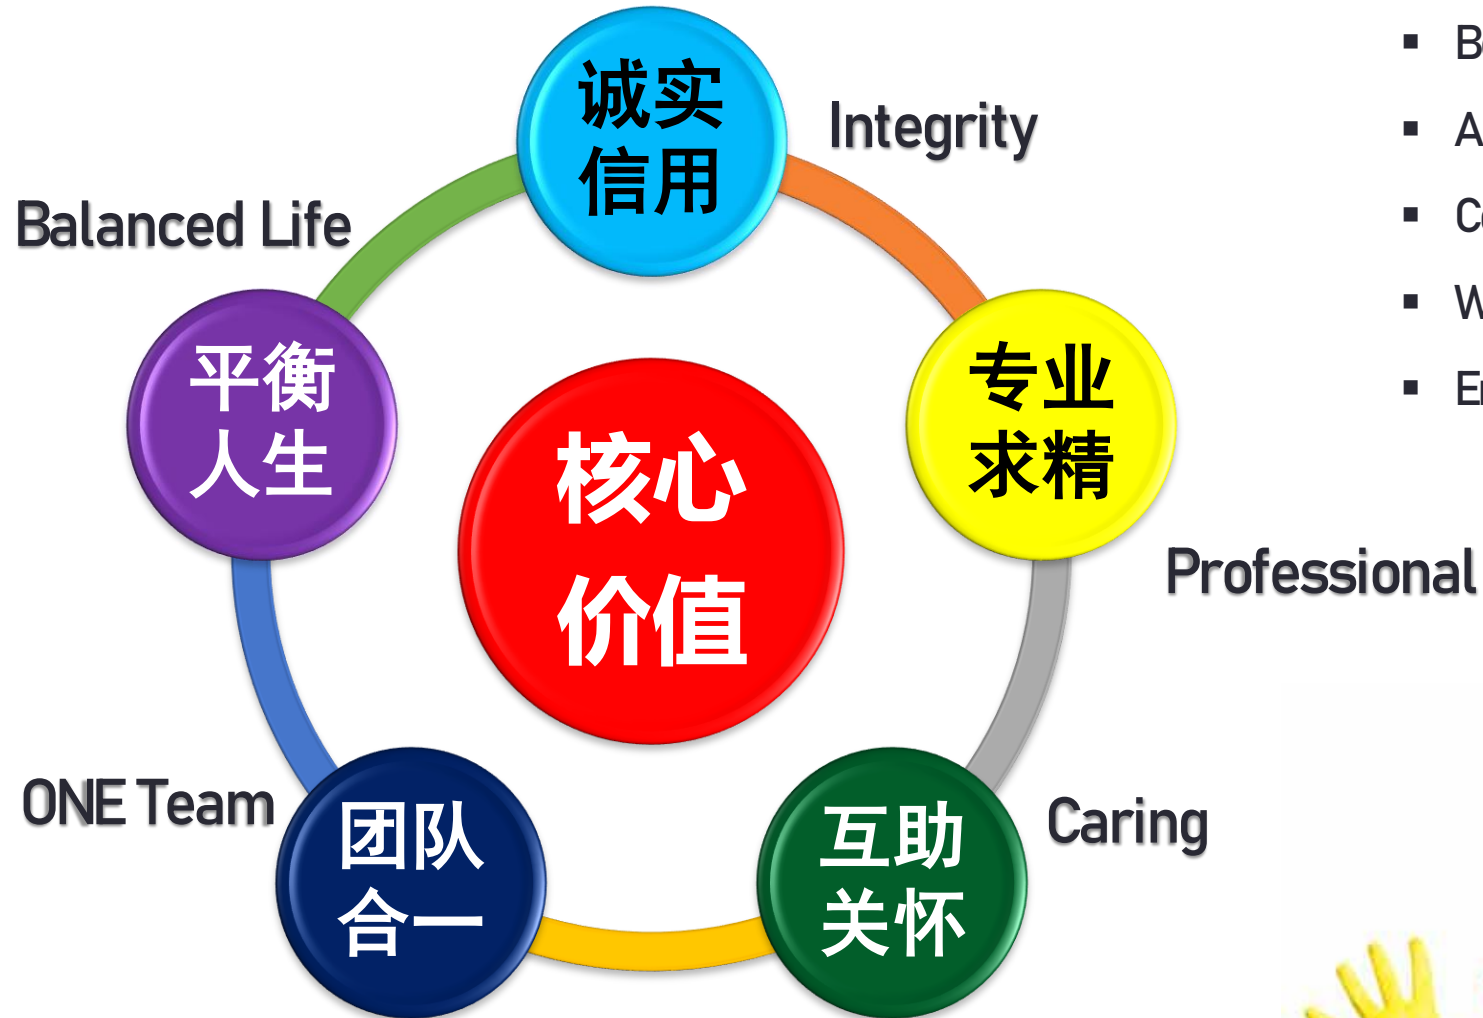 诚实
信用
Integrity
Balanced Life
平衡
人生
专业
求精
核心
价值
Professional
ONE Team
团队
合一
互助
关怀
Caring